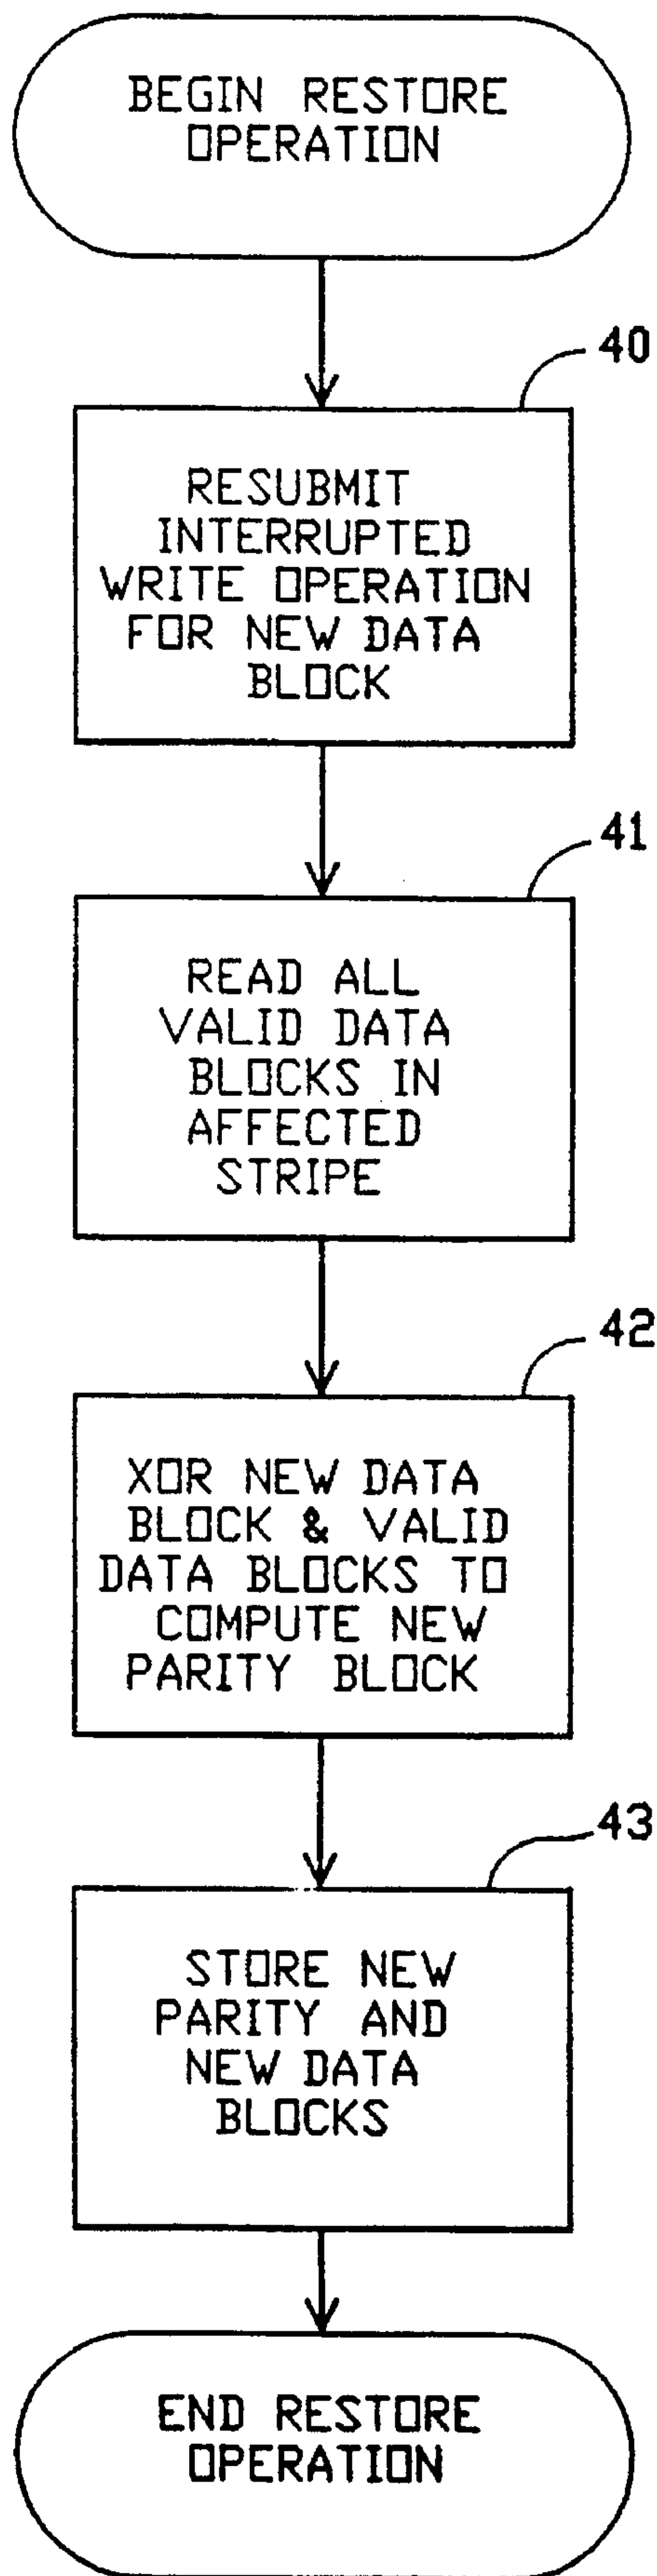 BEGIN RESTORE
OPERATION
40
RESUBMIT
INTERRUPTED
WRITE OPERATION
FOR NEW DATA
BLOCK
41
READ ALL
VALID DATA
BLOCKS IN
AFFECTED
STRIPE
42
XOR NEW DATA
BLOCK & VALID
DATA BLOCKS TO
COMPUTE NEW
PARITY BLOCK
43
STORE NEW
PARITY AND
NEW DATA
BLOCKS
END RESTORE
OPERATION